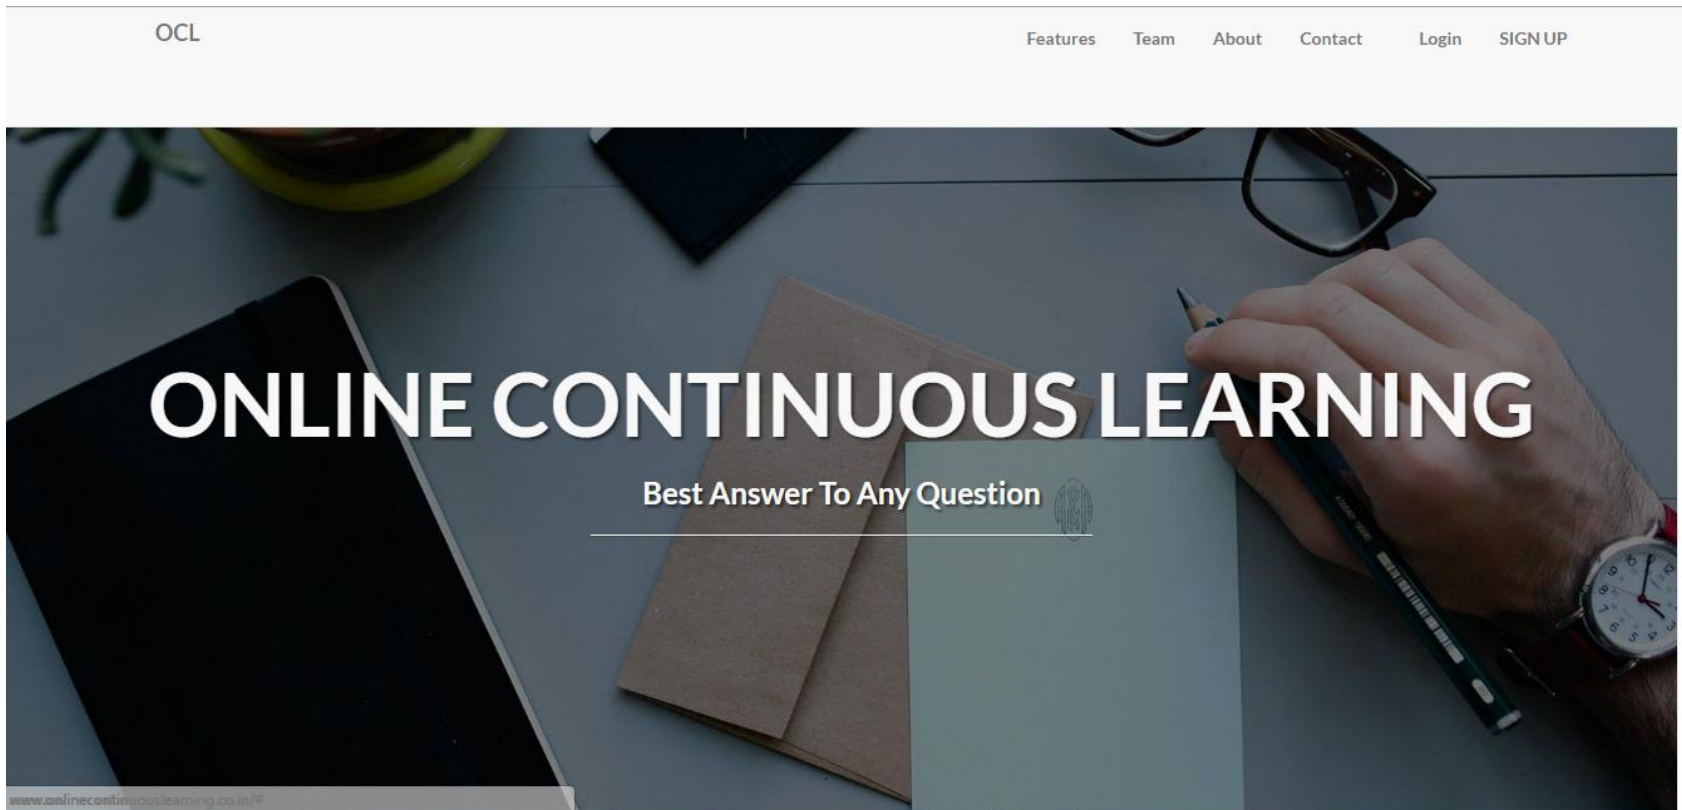 OCL
Features Team About Contact Login SIGN UP
ONLINE CONTINUOUS LEARNING
Best Answer To Any Question
www.onlinecontinuouslearning.co.in/#